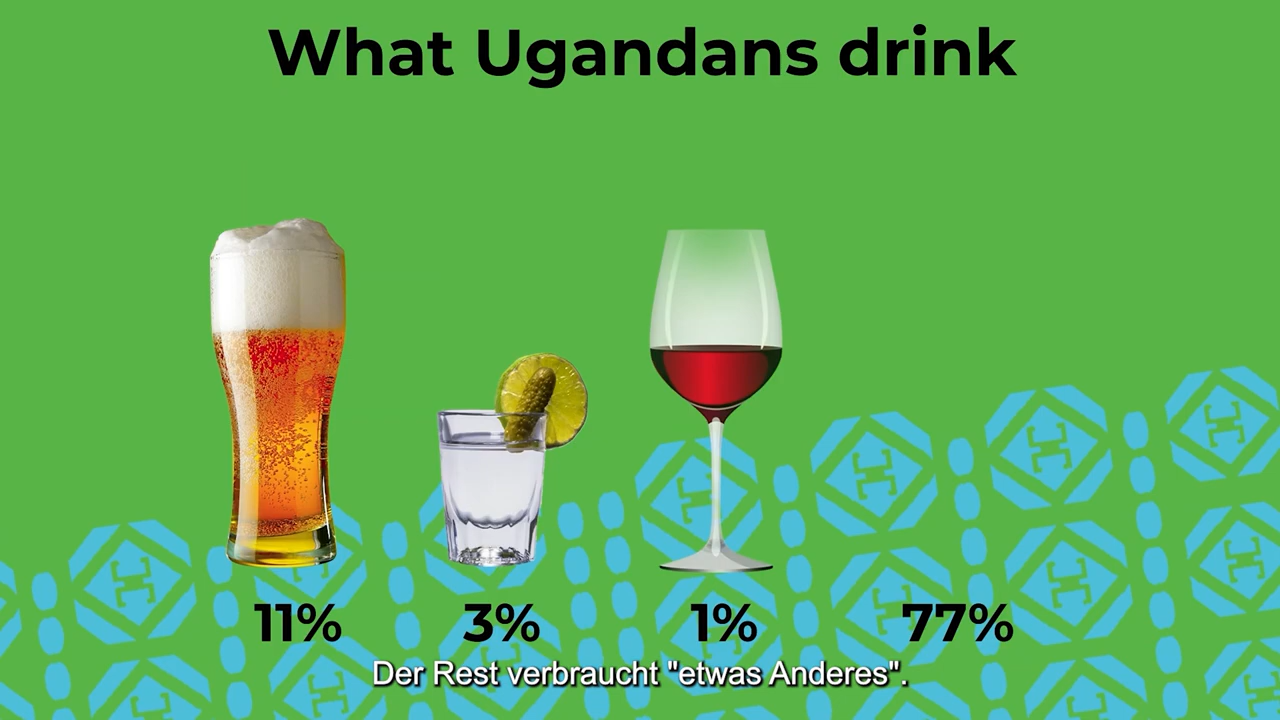 What Ugandans drink
11% 3% 1% 77%
Der Rest verbraucht "etwas Anderes".